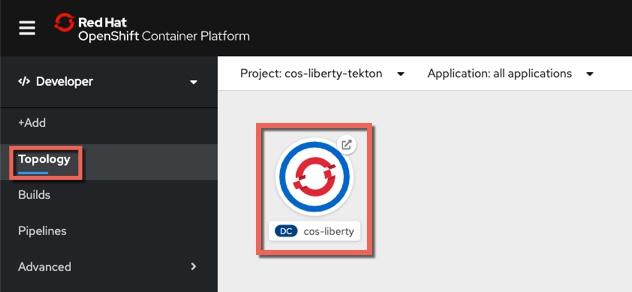 Red Hat
OpenShift Container Platform
</> Developer
Project: cos-liberty-tekton
Application: all applications
+Add
Topology
Builds
Pipelines
Advanced
DC cos-liberty